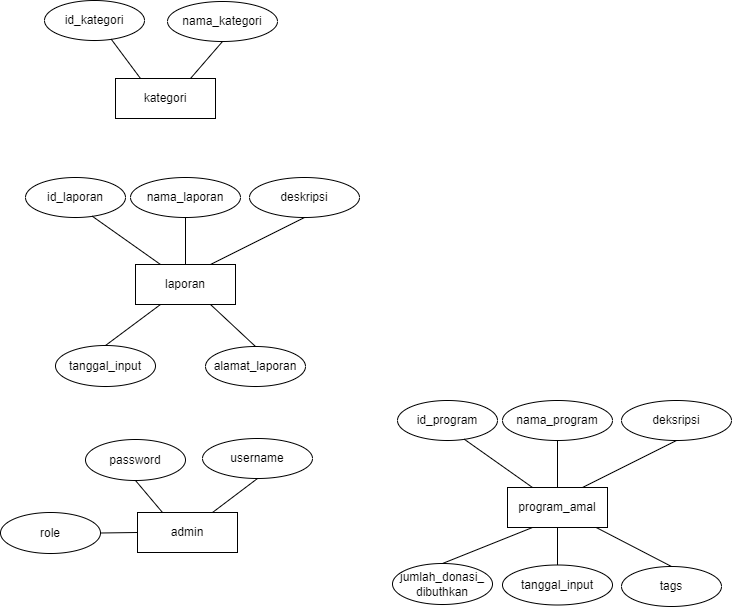 id_kategori
nama_kategori
kategori
id_laporan
nama_laporan
deskripsi
laporan
tanggal_input
alamat_laporan
id_program
nama_program
deksripsi
password
username
program_amal
role
admin
jumlah_donasi_
dibuthkan
tanggal_input
tags